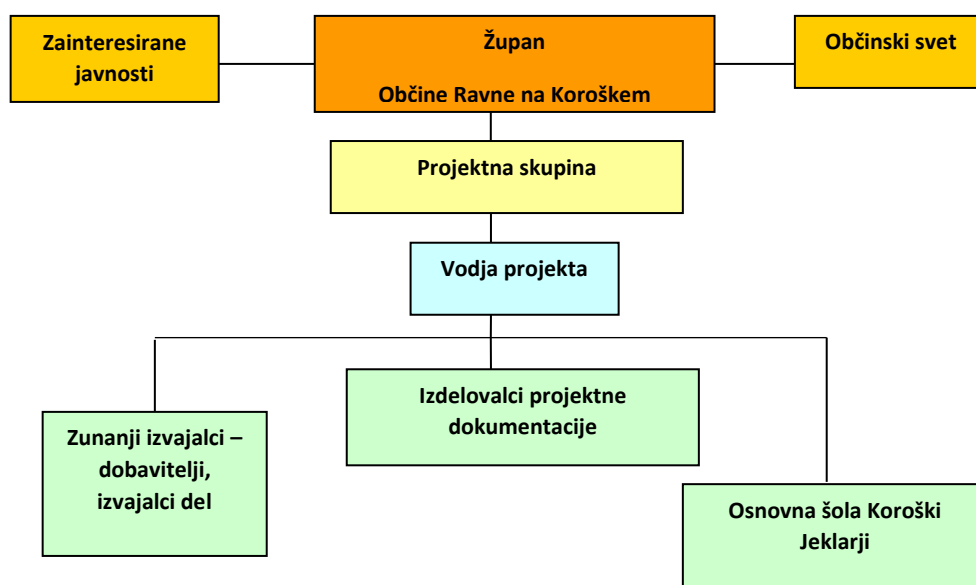 Zainteresirane
javnosti
Župan
Občine Ravne na Koroškem
Občinski svet
Projektna skupina
Vodja projekta
Zunanji izvajalci –
dobavitelji,
izvajalci del
Izdelovalci projektne
dokumentacije
Osnovna šola Koroški
Jeklarji